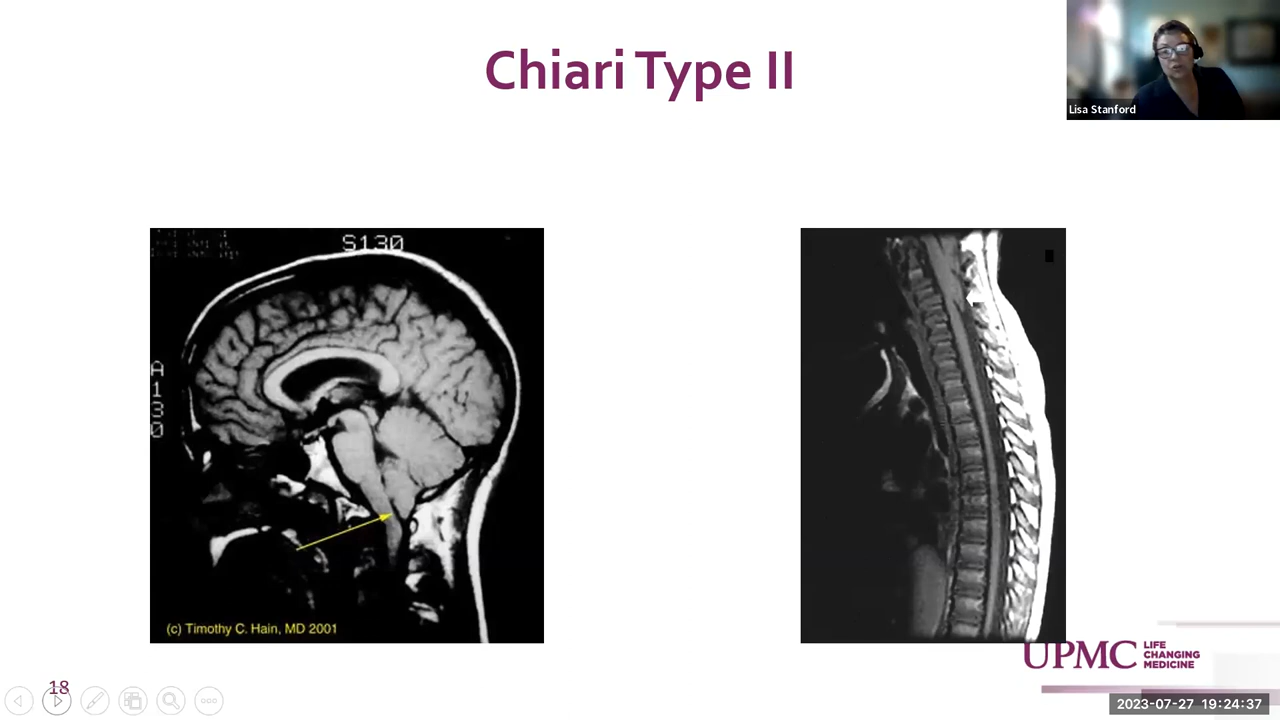 Chiari Type II
Lisa Stanford
S130
A
1
3
0
(c) Timothy C. Hain, MD 2001
UPMC LIFE
CHANGING
MEDICINE
18
2023-07-27 19:24:37